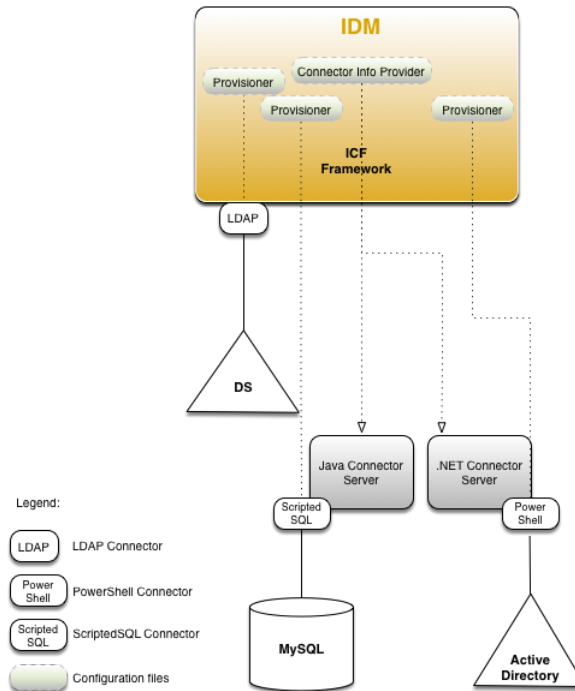 IDM
Connector Info Provider
Provisioner
Provisioner
Provisioner
ICF
Framework
LDAP
DS
Java Connector
Server
.NET Connector
Server
Scripted
SQL
Power
Shell
MySQL
Active
Directory
Legend:
LDAP
LDAP Connector
Power
Shell
PowerShell Connector
Scripted
SQL
ScriptedSQL Connector
Configuration files